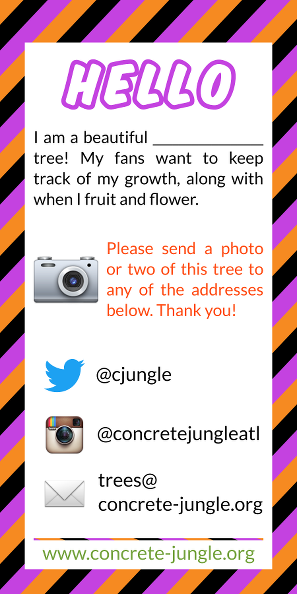 HELLO
I am a beautiful ____________
tree! My fans want to keep
track of my growth, along with
when I fruit and flower.
Please send a photo
or two of this tree to
any of the addresses
below. Thank you!
@cjungle
@concretejungleatl
trees@
concrete-jungle.org
www.concrete-jungle.org